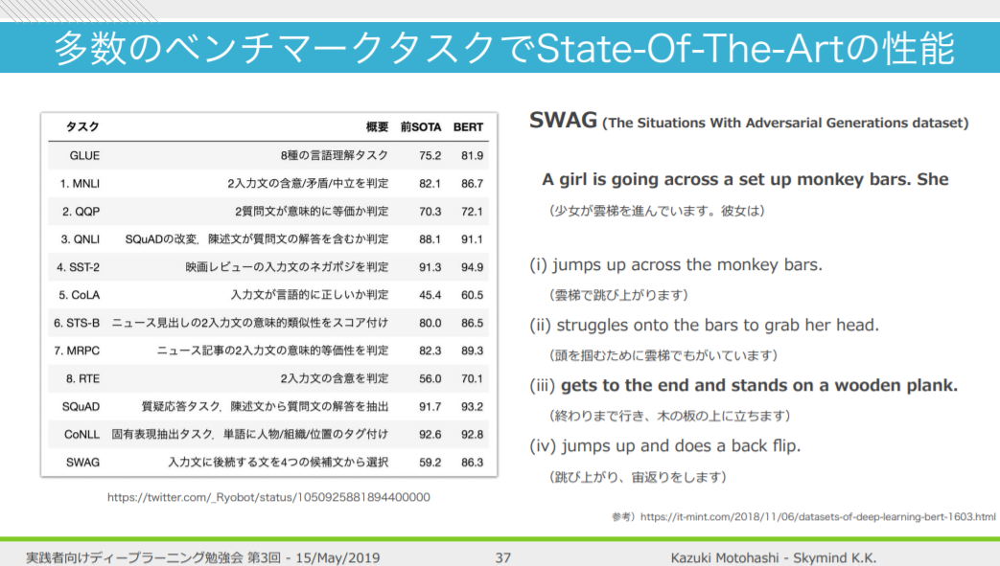 多数のベンチマークタスクでState-Of-The-Artの性能
タスク 概要 前SOTA BERT
GLUE 8種の言語理解タスク 75.2 81.9
1. MNLI 2入力文の含意/矛盾/中立を判定 82.1 86.7
2. QQP 2質問文が意味的に等価か判定 70.3 72.1
3. QNLI SQuADの改変，陳述文が質問文の解答を含むか判定 88.1 91.1
4. SST-2 映画レビューの入力文のネガポジを判定 91.3 94.9
5. CoLA 入力文が言語的に正しいか判定 45.4 60.5
6. STS-B ニュース見出しの2入力文の意味的類似性をスコア付け 80.0 86.5
7. MRPC ニュース記事の2入力文の意味的等価性を判定 82.3 89.3
8. RTE 2入力文の含意を判定 56.0 70.1
SQuAD 質疑応答タスク，陳述文から質問文の解答を抽出 91.7 93.2
CoNLL 固有表現抽出タスク，単語に人物/組織/位置のタグ付け 92.6 92.8
SWAG 入力文に後続する文を4つの候補文から選択 59.2 86.3
https://twitter.com/_Ryobot/status/1050925881894400000
SWAG (The Situations With Adversarial Generations dataset)
A girl is going across a set up monkey bars. She
（少女が雲梯を進んでいます。彼女は）
(i) jumps up across the monkey bars.
（雲梯で跳び上がります）
(ii) struggles onto the bars to grab her head.
（頭を掴むために雲梯でもがいています）
(iii) gets to the end and stands on a wooden plank.
（終わりまで行き、木の板の上に立ちます）
(iv) jumps up and does a back flip.
（跳び上がり、宙返りをします）
参考）https://it-mint.com/2018/11/06/datasets-of-deep-learning-bert-1603.html
実践者向けディープラーニング勉強会 第3回 - 15/May/2019
37
Kazuki Motohashi - Skymind K.K.